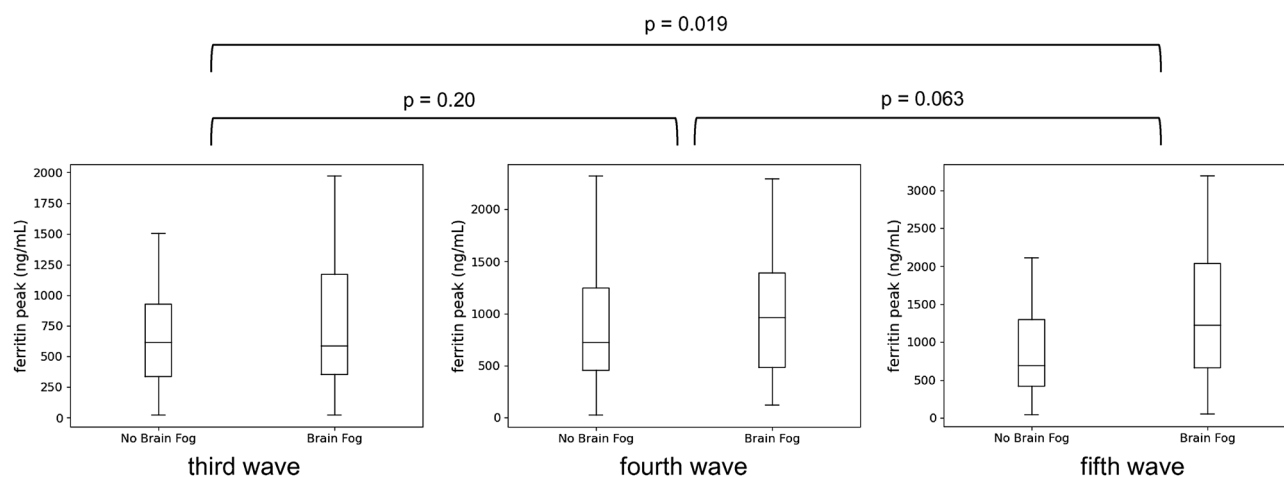 p = 0.019
p = 0.20
p = 0.063
ferritin peak (ng/mL)
2000
1750
1500
1250
1000
750
500
250
0
No Brain Fog
Brain Fog
third wave
ferritin peak (ng/mL)
2000
1500
1000
500
0
No Brain Fog
Brain Fog
fourth wave
ferritin peak (ng/mL)
3000
2500
2000
1500
1000
500
0
No Brain Fog
Brain Fog
fifth wave